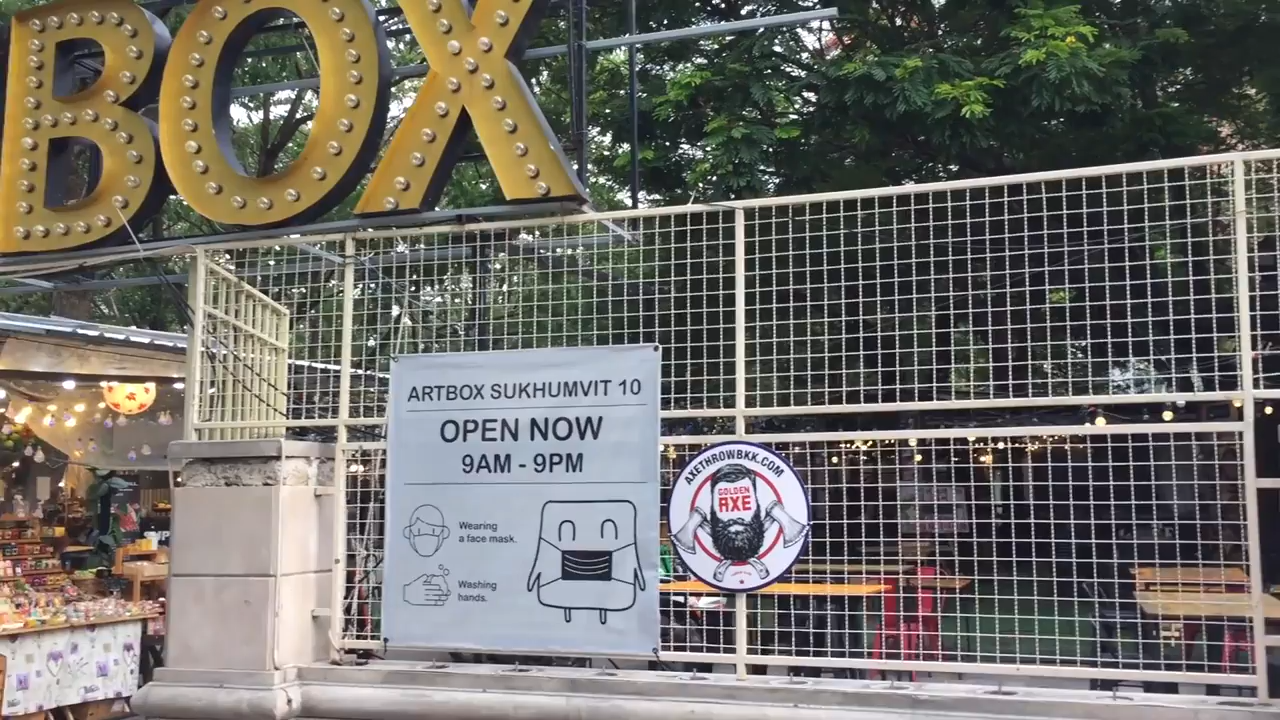 BOX
ARTBOX SUKHUMVIT 10
OPEN NOW
9AM - 9PM
Wearing
a face mask.
Washing
hands.
AXETHROWBKK.COM
GOLDEN
AXE